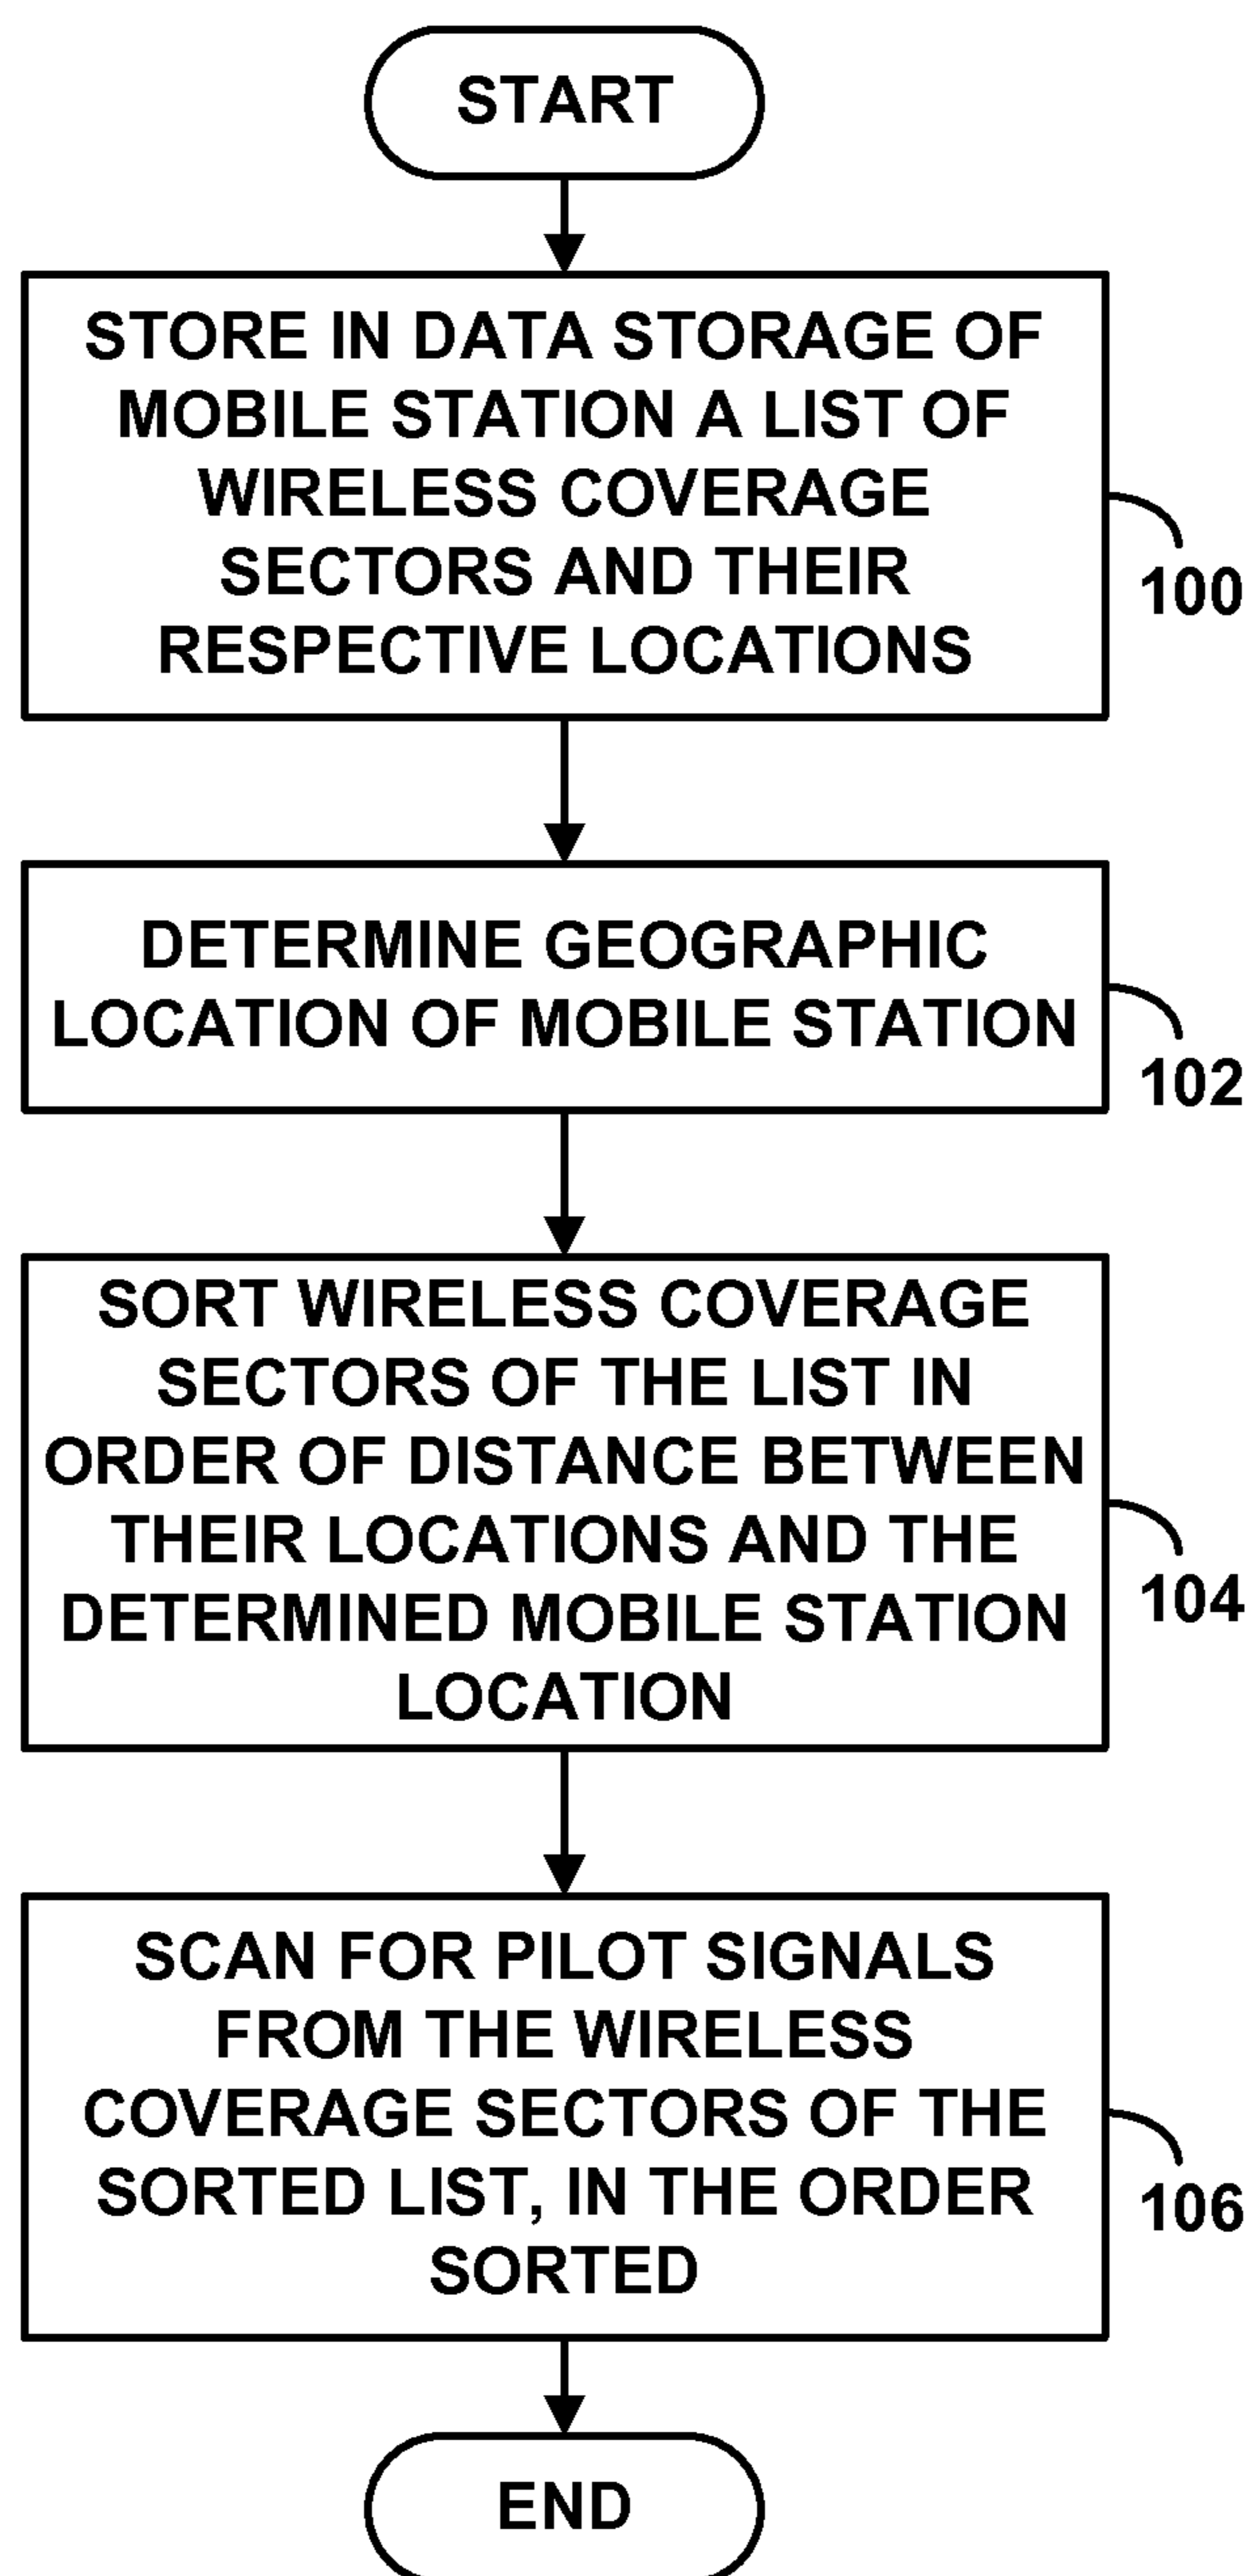 START
STORE IN DATA STORAGE OF
MOBILE STATION A LIST OF
WIRELESS COVERAGE
SECTORS AND THEIR
RESPECTIVE LOCATIONS
100
DETERMINE GEOGRAPHIC
LOCATION OF MOBILE STATION
102
SORT WIRELESS COVERAGE
SECTORS OF THE LIST IN
ORDER OF DISTANCE BETWEEN
THEIR LOCATIONS AND THE
DETERMINED MOBILE STATION
LOCATION
104
SCAN FOR PILOT SIGNALS
FROM THE WIRELESS
COVERAGE SECTORS OF THE
SORTED LIST, IN THE ORDER
SORTED
106
END